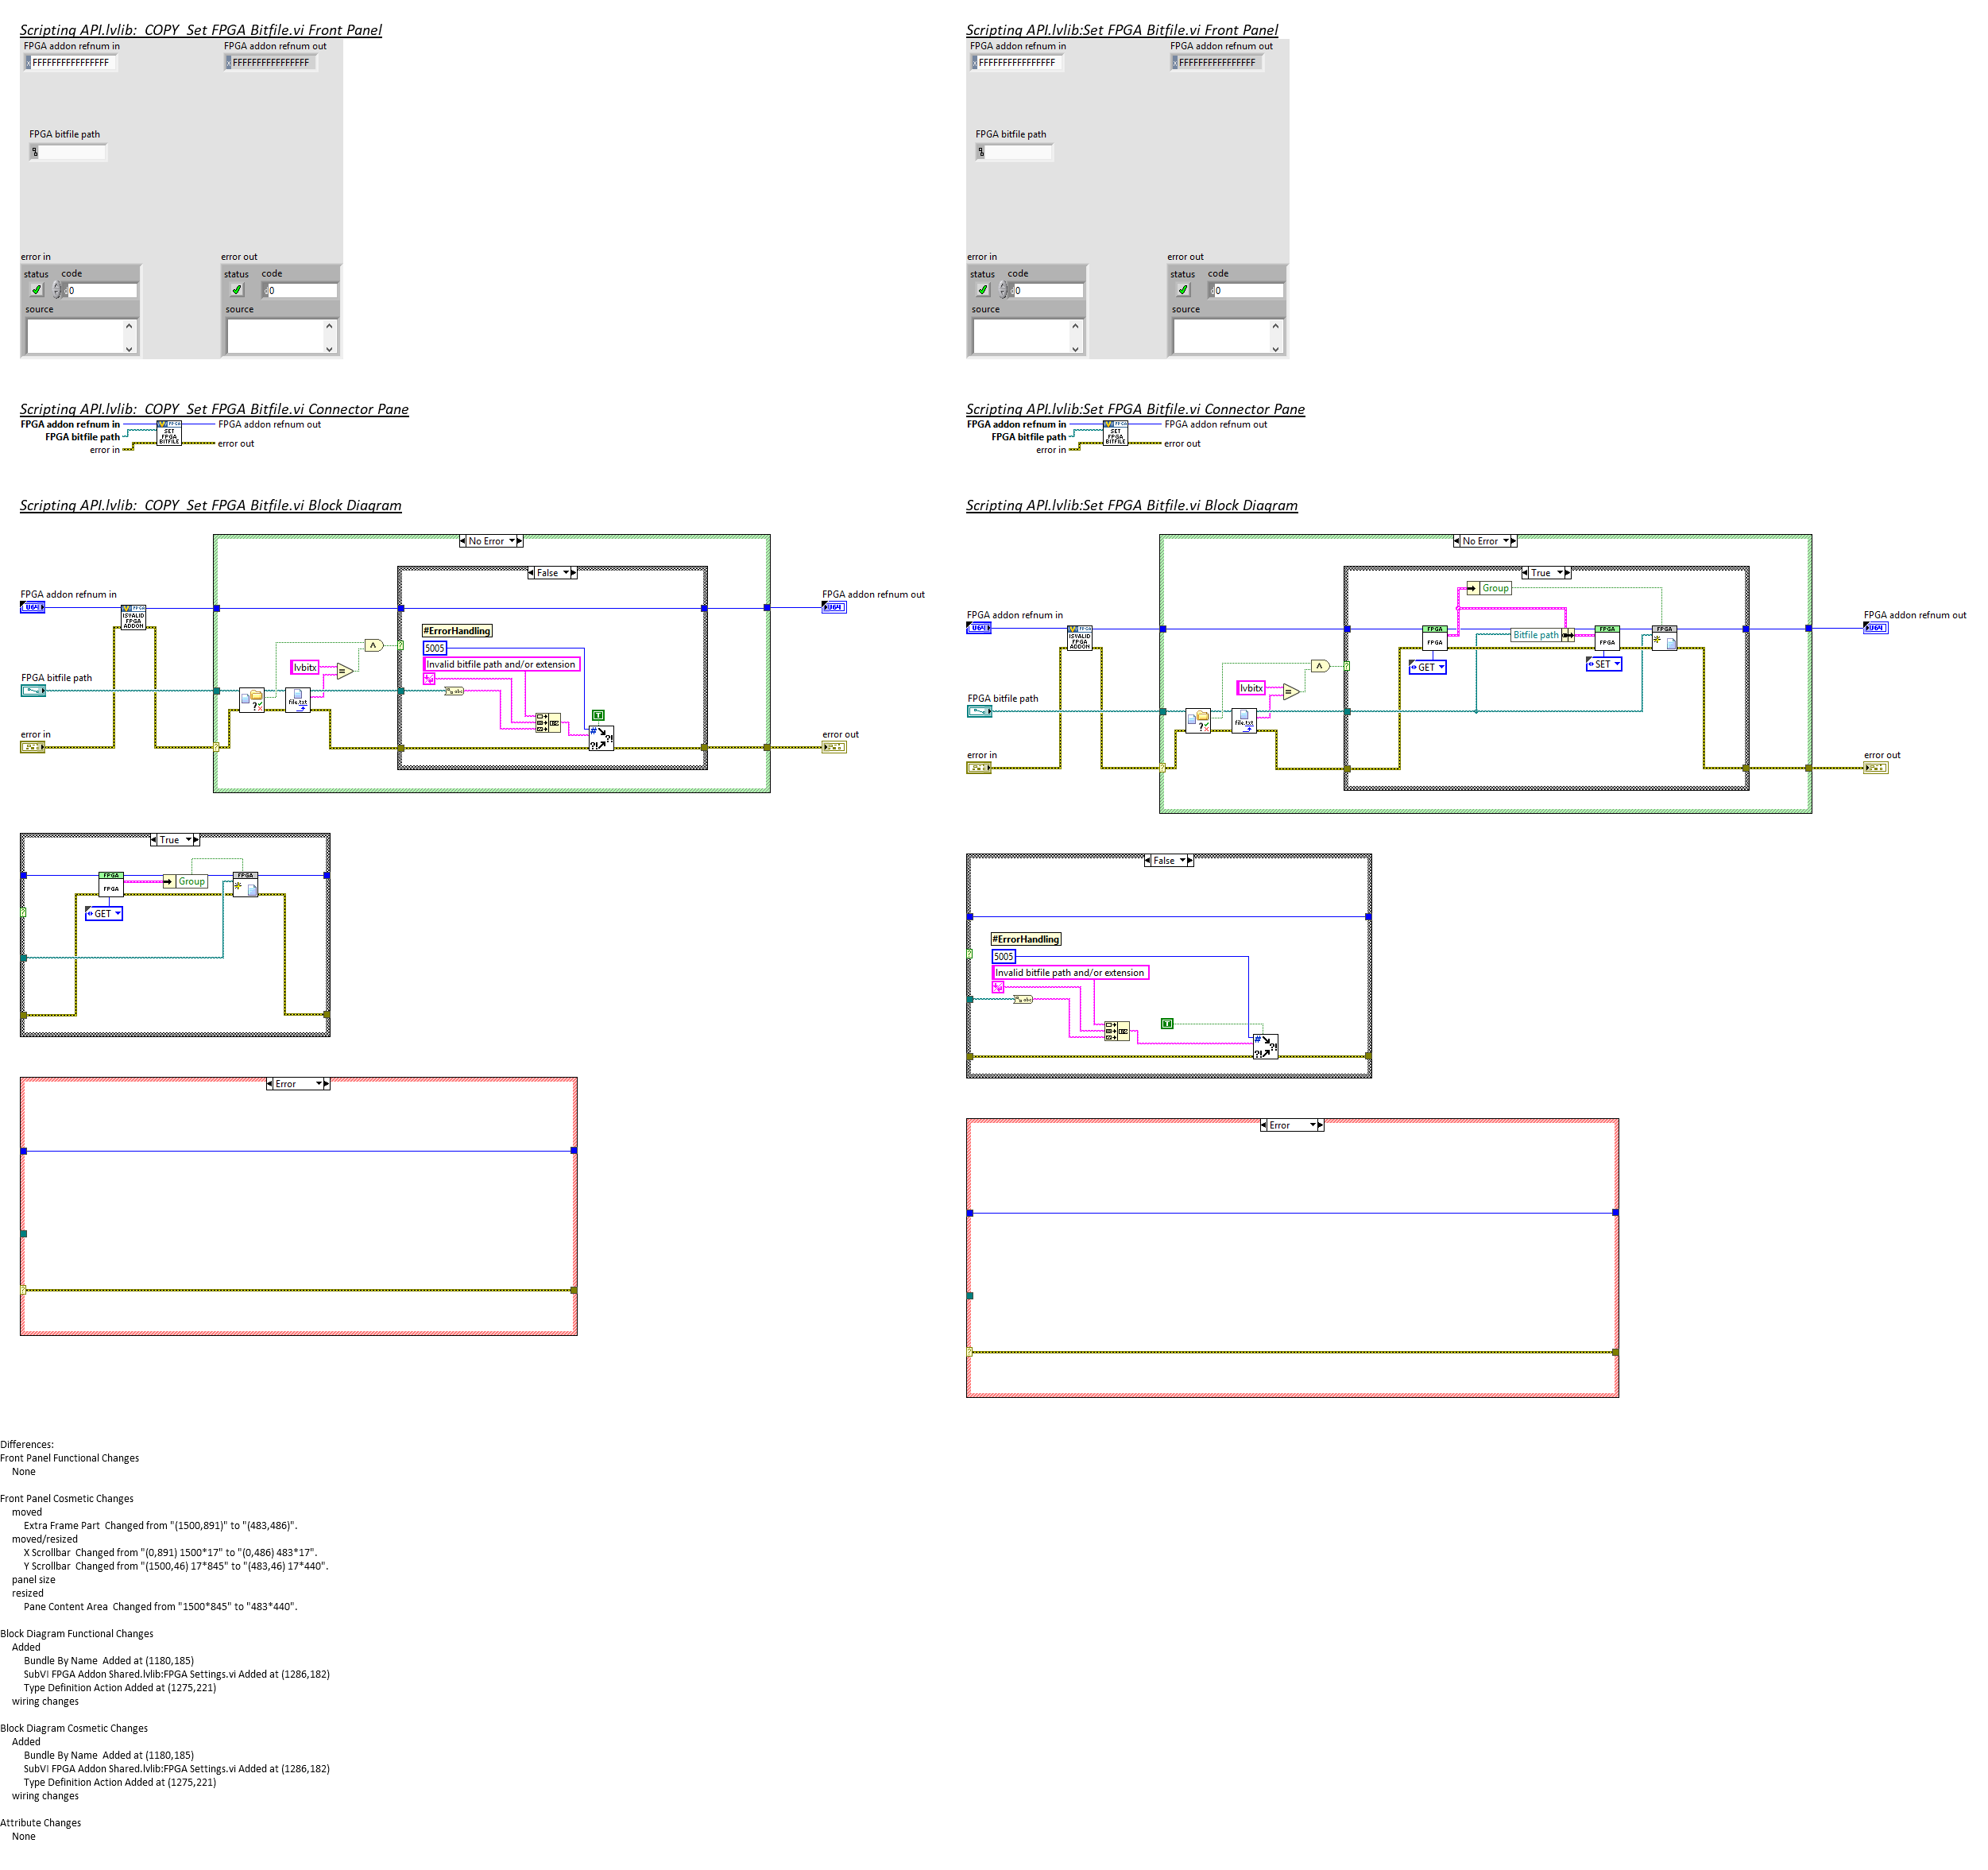 Scripting API.lvlib:_COPY_Set FPGA Bitfile.vi Front Panel
FPGA addon refnum in
FPGA addon refnum out
x FFFFFFFFFFFFFFFF
x FFFFFFFFFFFFFFFF
FPGA bitfile path
error in
error out
status code
status code
0
d 0
source
source
Scripting API.lvlib:_COPY_Set FPGA Bitfile.vi Connector Pane
FPGA addon refnum in
FPGA addon refnum out
FPGA bitfile path
error out
error in
FPGA
SET
FPGA
BITFILE
Scripting API.lvlib:_COPY_Set FPGA Bitfile.vi Block Diagram
No Error
False
FPGA addon refnum in
FPGA addon refnum out
U64
U64
FPGA
ISVALID
FPGA
ADDON
#ErrorHandling
5005
Invalid bitfile path and/or extension
lvbitx
=
FPGA bitfile path
file.txt
abc
T
error in
error out
True
FPGA
FPGA
Group
FPGA
GET
Error
Scripting API.lvlib:Set FPGA Bitfile.vi Front Panel
FPGA addon refnum in
FPGA addon refnum out
x FFFFFFFFFFFFFFFF
x FFFFFFFFFFFFFFFF
FPGA bitfile path
error in
error out
status code
status code
0
d 0
source
source
Scripting API.lvlib:Set FPGA Bitfile.vi Connector Pane
FPGA addon refnum in
FPGA addon refnum out
FPGA bitfile path
error out
error in
FPGA
SET
FPGA
BITFILE
Scripting API.lvlib:Set FPGA Bitfile.vi Block Diagram
No Error
True
Group
FPGA addon refnum in
FPGA addon refnum out
U64
U64
FPGA
ISVALID
FPGA
ADDON
FPGA
FPGA
Bitfile path
FPGA
FPGA
FPGA
GET
SET
lvbitx
=
FPGA bitfile path
file.txt
error in
error out
False
#ErrorHandling
5005
Invalid bitfile path and/or extension
abc
T
Error
Differences:
Front Panel Functional Changes
None
Front Panel Cosmetic Changes
moved
Extra Frame Part Changed from "(1500,891)" to "(483,486)".
moved/resized
X Scrollbar Changed from "(0,891) 1500*17" to "(0,486) 483*17".
Y Scrollbar Changed from "(1500,46) 17*845" to "(483,46) 17*440".
panel size
resized
Pane Content Area Changed from "1500*845" to "483*440".
Block Diagram Functional Changes
Added
Bundle By Name Added at (1180,185)
SubVI FPGA Addon Shared.lvlib:FPGA Settings.vi Added at (1286,182)
Type Definition Action Added at (1275,221)
wiring changes
Block Diagram Cosmetic Changes
Added
Bundle By Name Added at (1180,185)
SubVI FPGA Addon Shared.lvlib:FPGA Settings.vi Added at (1286,182)
Type Definition Action Added at (1275,221)
wiring changes
Attribute Changes
None